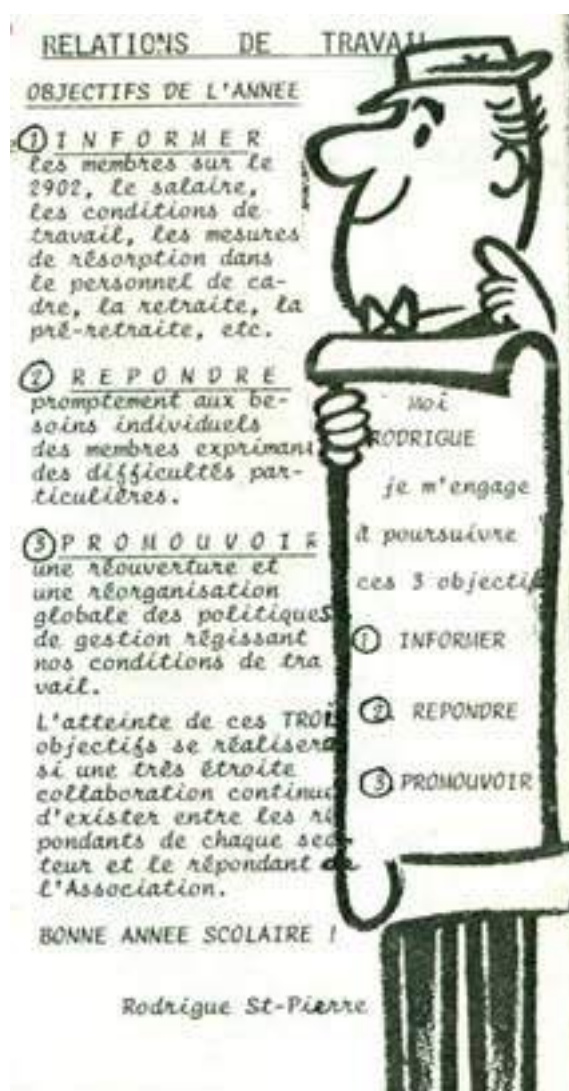 RELATIONS DE TRAVAIL
OBJECTIFS DE L'ANNEE
1 I N F O R M E R
les membres sur le
2902, le salaire,
les conditions de
travail, les mesures
de résorption dans
le personnel de ca-
dre, la retraite, la
pré-retraite, etc.
2 R E P O N D R E
promptement aux be-
soins individuels
des membres exprimant
des difficultés par-
ticulières.
3 P R O M O U V O I R
une réouverture et
une réorganisation
globale des politiques
de gestion régissant
nos conditions de tra
vail.
L'atteinte de ces TROIS
objectifs se réalisera
si une très étroite
collaboration continue
d'exister entre les ré
pondants de chaque sec
teur et le répondant de
l'Association.
BONNE ANNEE SCOLAIRE !
Rodrigue St-Pierre
Moi
RODRIGUE
je m'engage
à poursuivre
ces 3 objectifs
1 INFORMER
2 REPONDRE
3 PROMOUVOIR